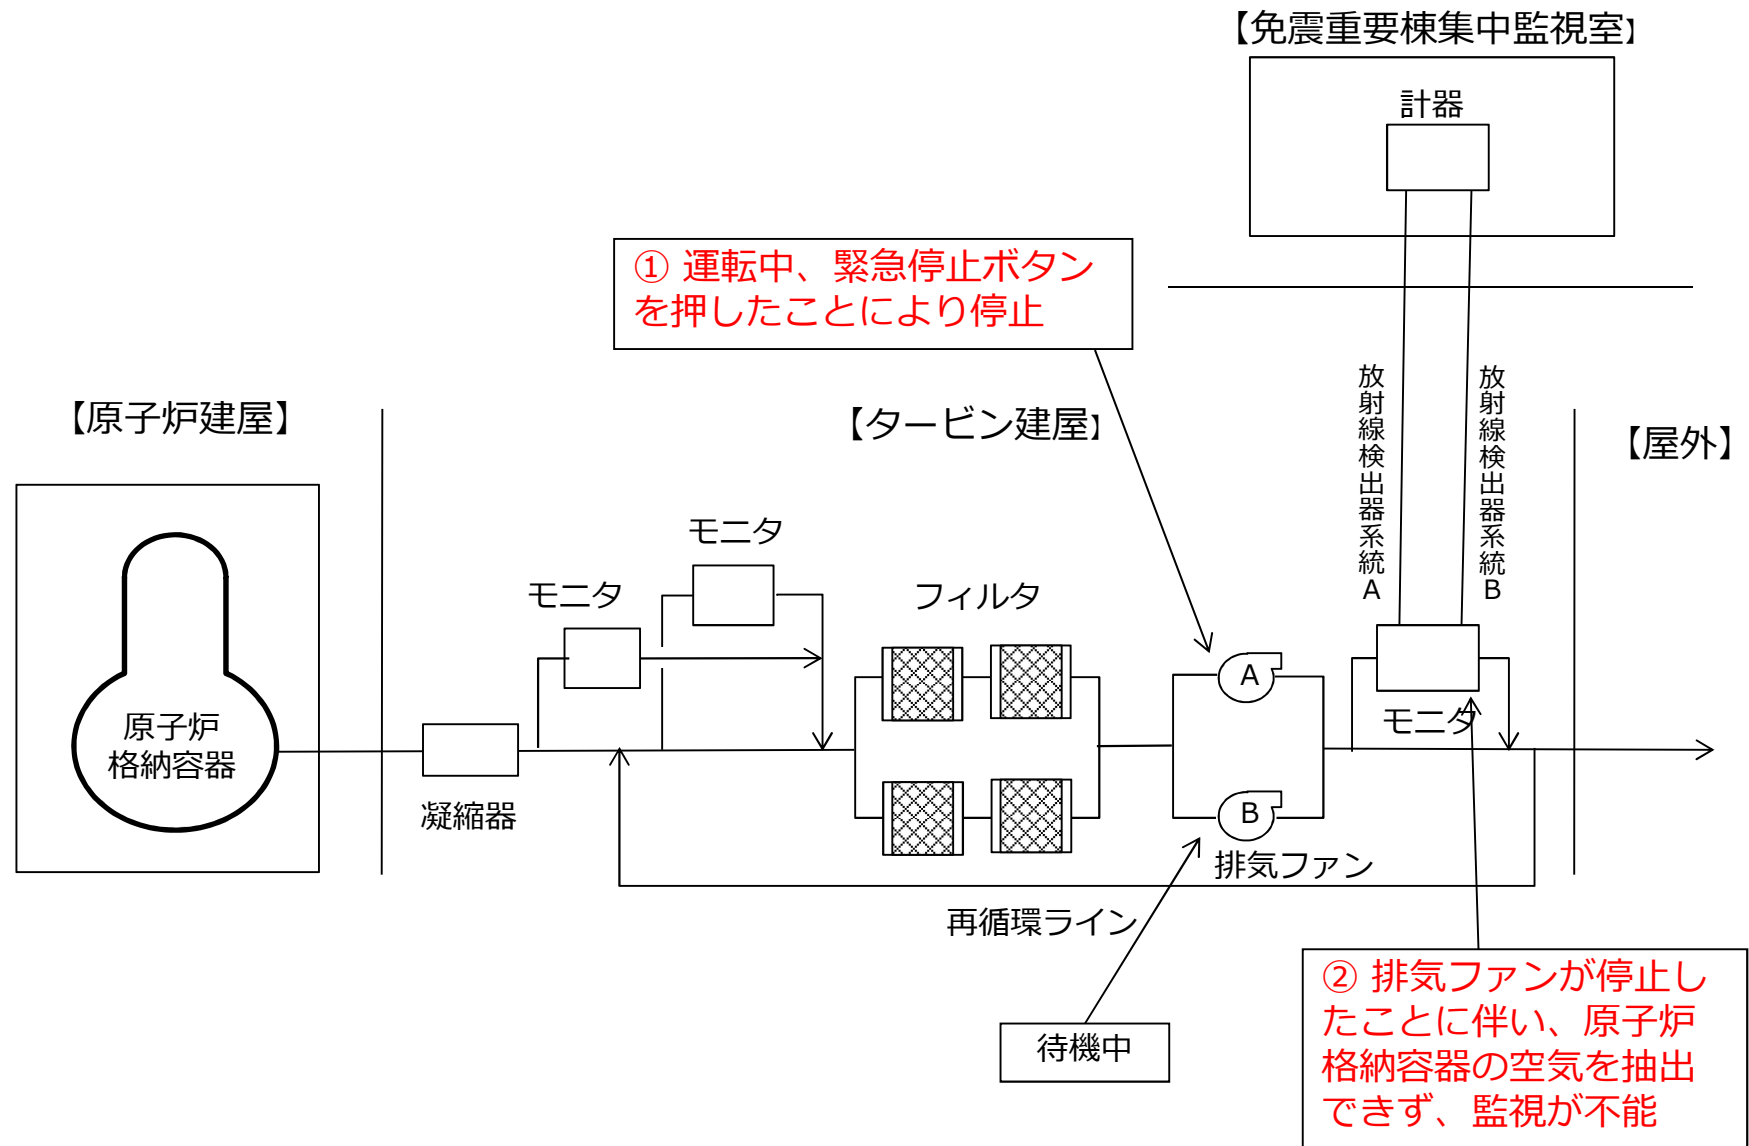 【免震重要棟集中監視室】
計器
① 運転中、緊急停止ボタン
を押したことにより停止
放射線検出器系統A
放射線検出器系統B
【原子炉建屋】
【タービン建屋】
【屋外】
モニタ
モニタ
フィルタ
A
モニタ
原子炉
格納容器
凝縮器
B
排気ファン
再循環ライン
待機中
② 排気ファンが停止し
たことに伴い、原子炉
格納容器の空気を抽出
できず、監視が不能